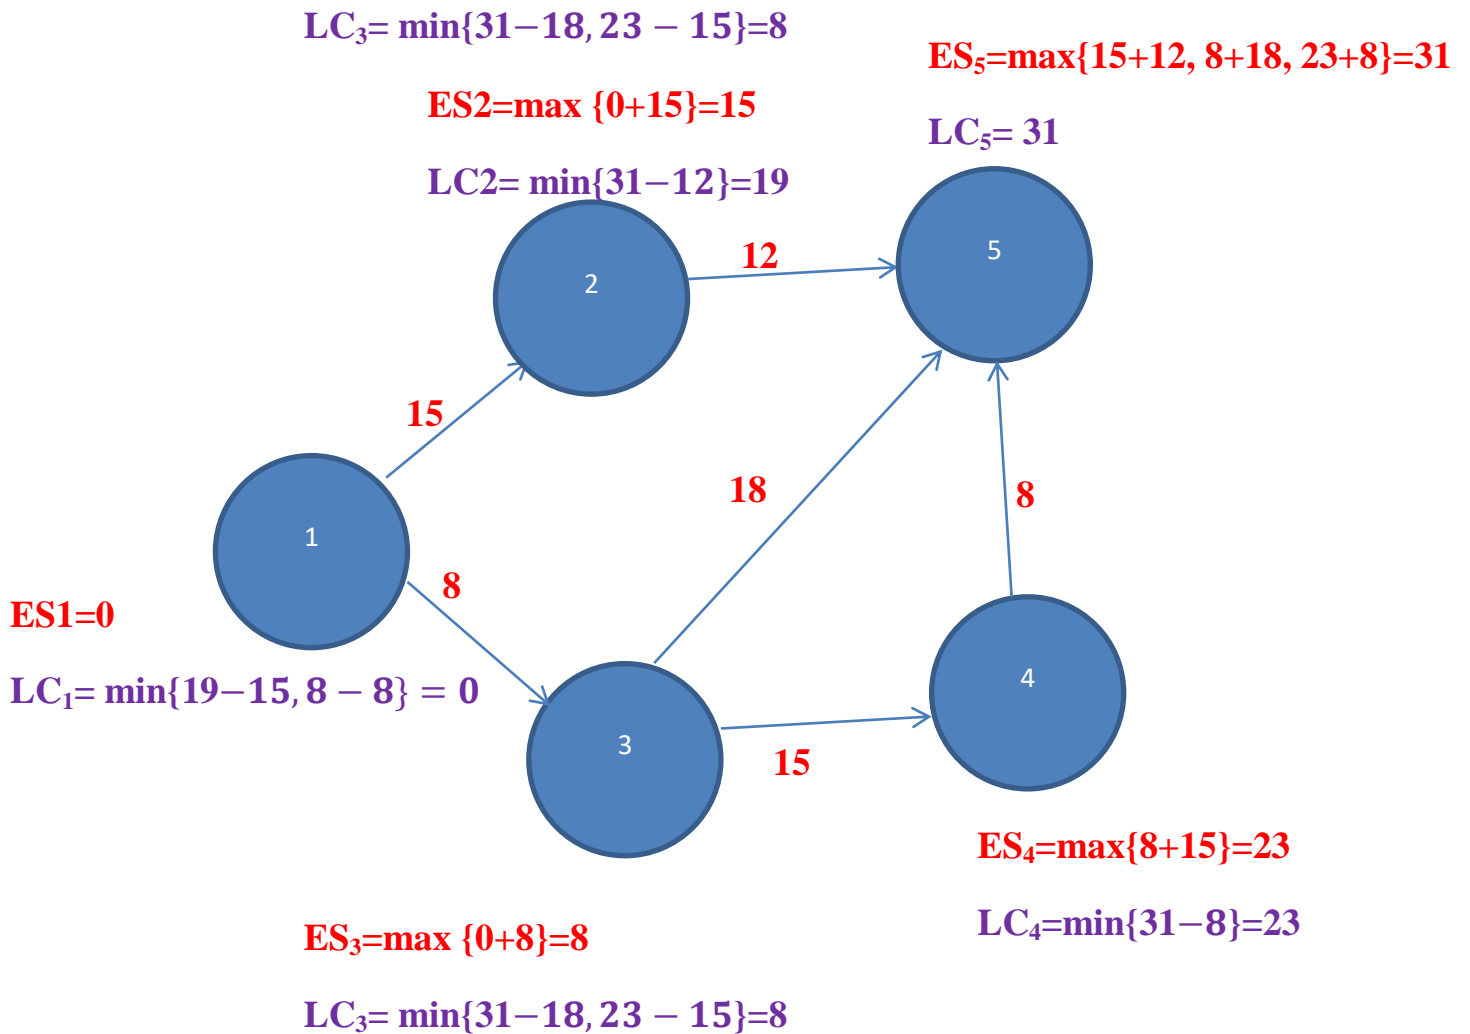 LC₃= min{31−18, 23 − 15}=8
ES₅=max{15+12, 8+18, 23+8}=31
ES2=max {0+15}=15
LC₅= 31
LC2= min{31−12}=19
2
12
5
15
18
8
1
8
ES1=0
LC₁= min{19−15, 8 − 8} = 0
4
3
15
ES₄=max{8+15}=23
LC₄=min{31−8}=23
ES₃=max {0+8}=8
LC₃= min{31−18, 23 − 15}=8